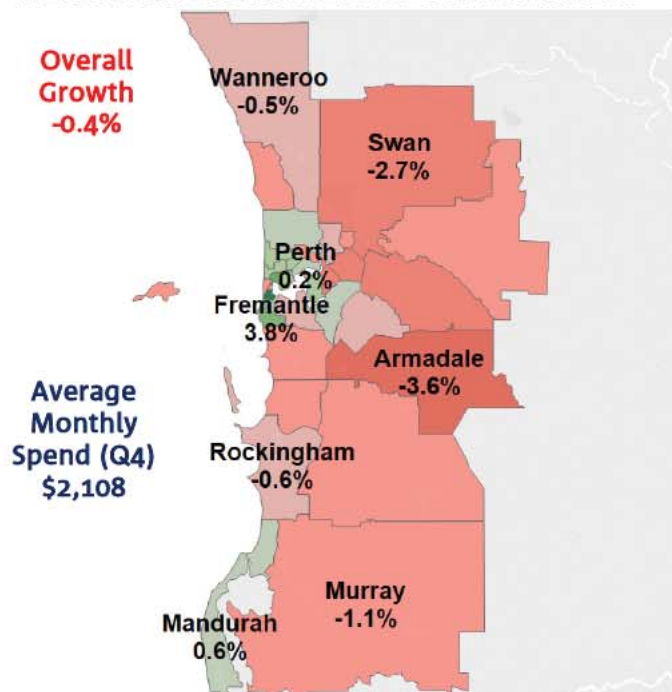 Overall
Growth
-0.4%
Wanneroo
-0.5%
Swan
-2.7%
Perth
0.2%
Fremantle
3.8%
Armadale
-3.6%
Average
Monthly
Spend (Q4)
$2,108
Rockingham
-0.6%
Murray
-1.1%
Mandurah
0.6%